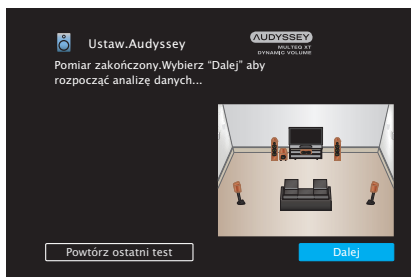 Ustaw.Audyssey
AUDYSSEY
MULTEQ XT
DYNAMIC VOLUME
Pomiar zakończony.Wybierz “Dalej” aby
rozpocząć analizę danych...
Powtórz ostatni test
Dalej